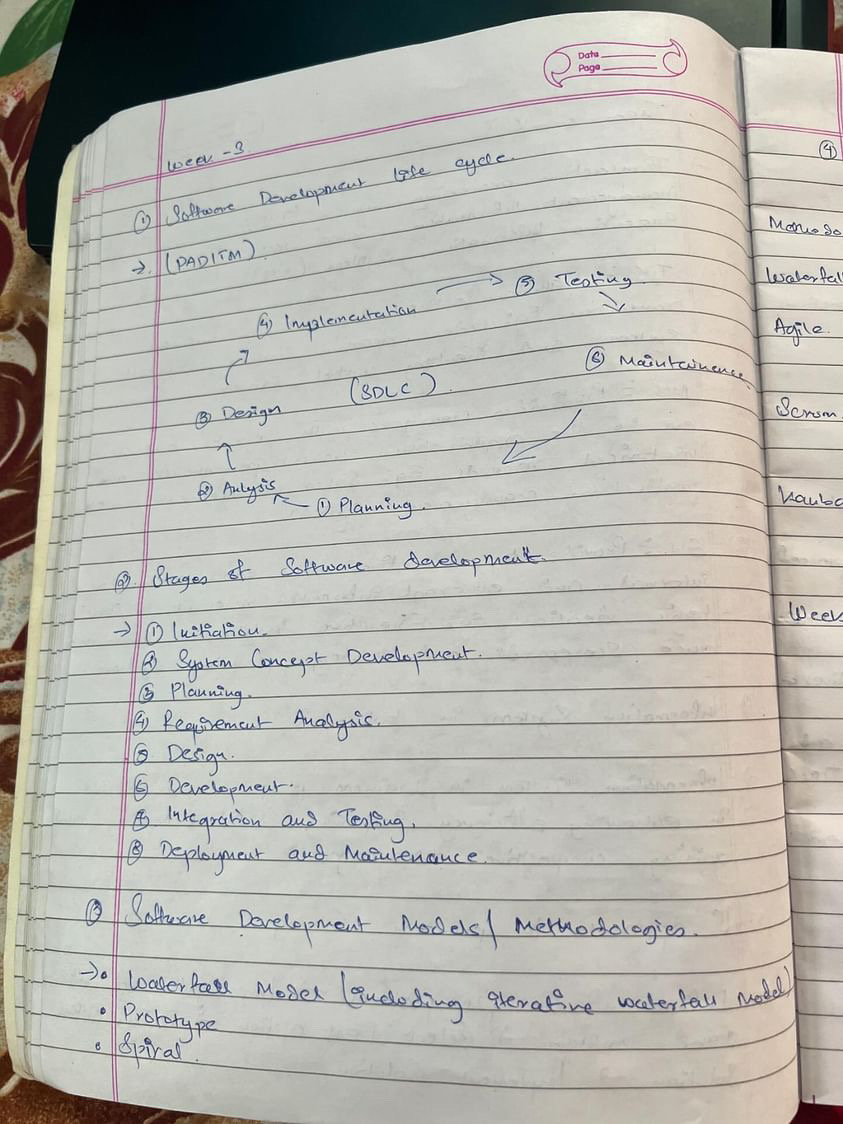 Date
Page
Week - 3.
① Software Development life cycle.
→ (PADITM)
④ Implementation
⑤ Testing.
⑥ Maintainence
(SDLC)
③ Design
② Anlysis
① Planning.
② Stages of Software development.
→ ① Initiation.
② System Concept Development.
③ Planning.
④ Requirement Analysis.
⑤ Design.
⑥ Development.
⑦ Integration and Testing.
⑧ Deployment and Maintenance.
③ Software Development Models/ Methodologies.
→ • Waterfall Model (including iterative waterfall Model)
• Prototype
• Spiral.
④
Waterfall
Agile.
Scrum.
Week